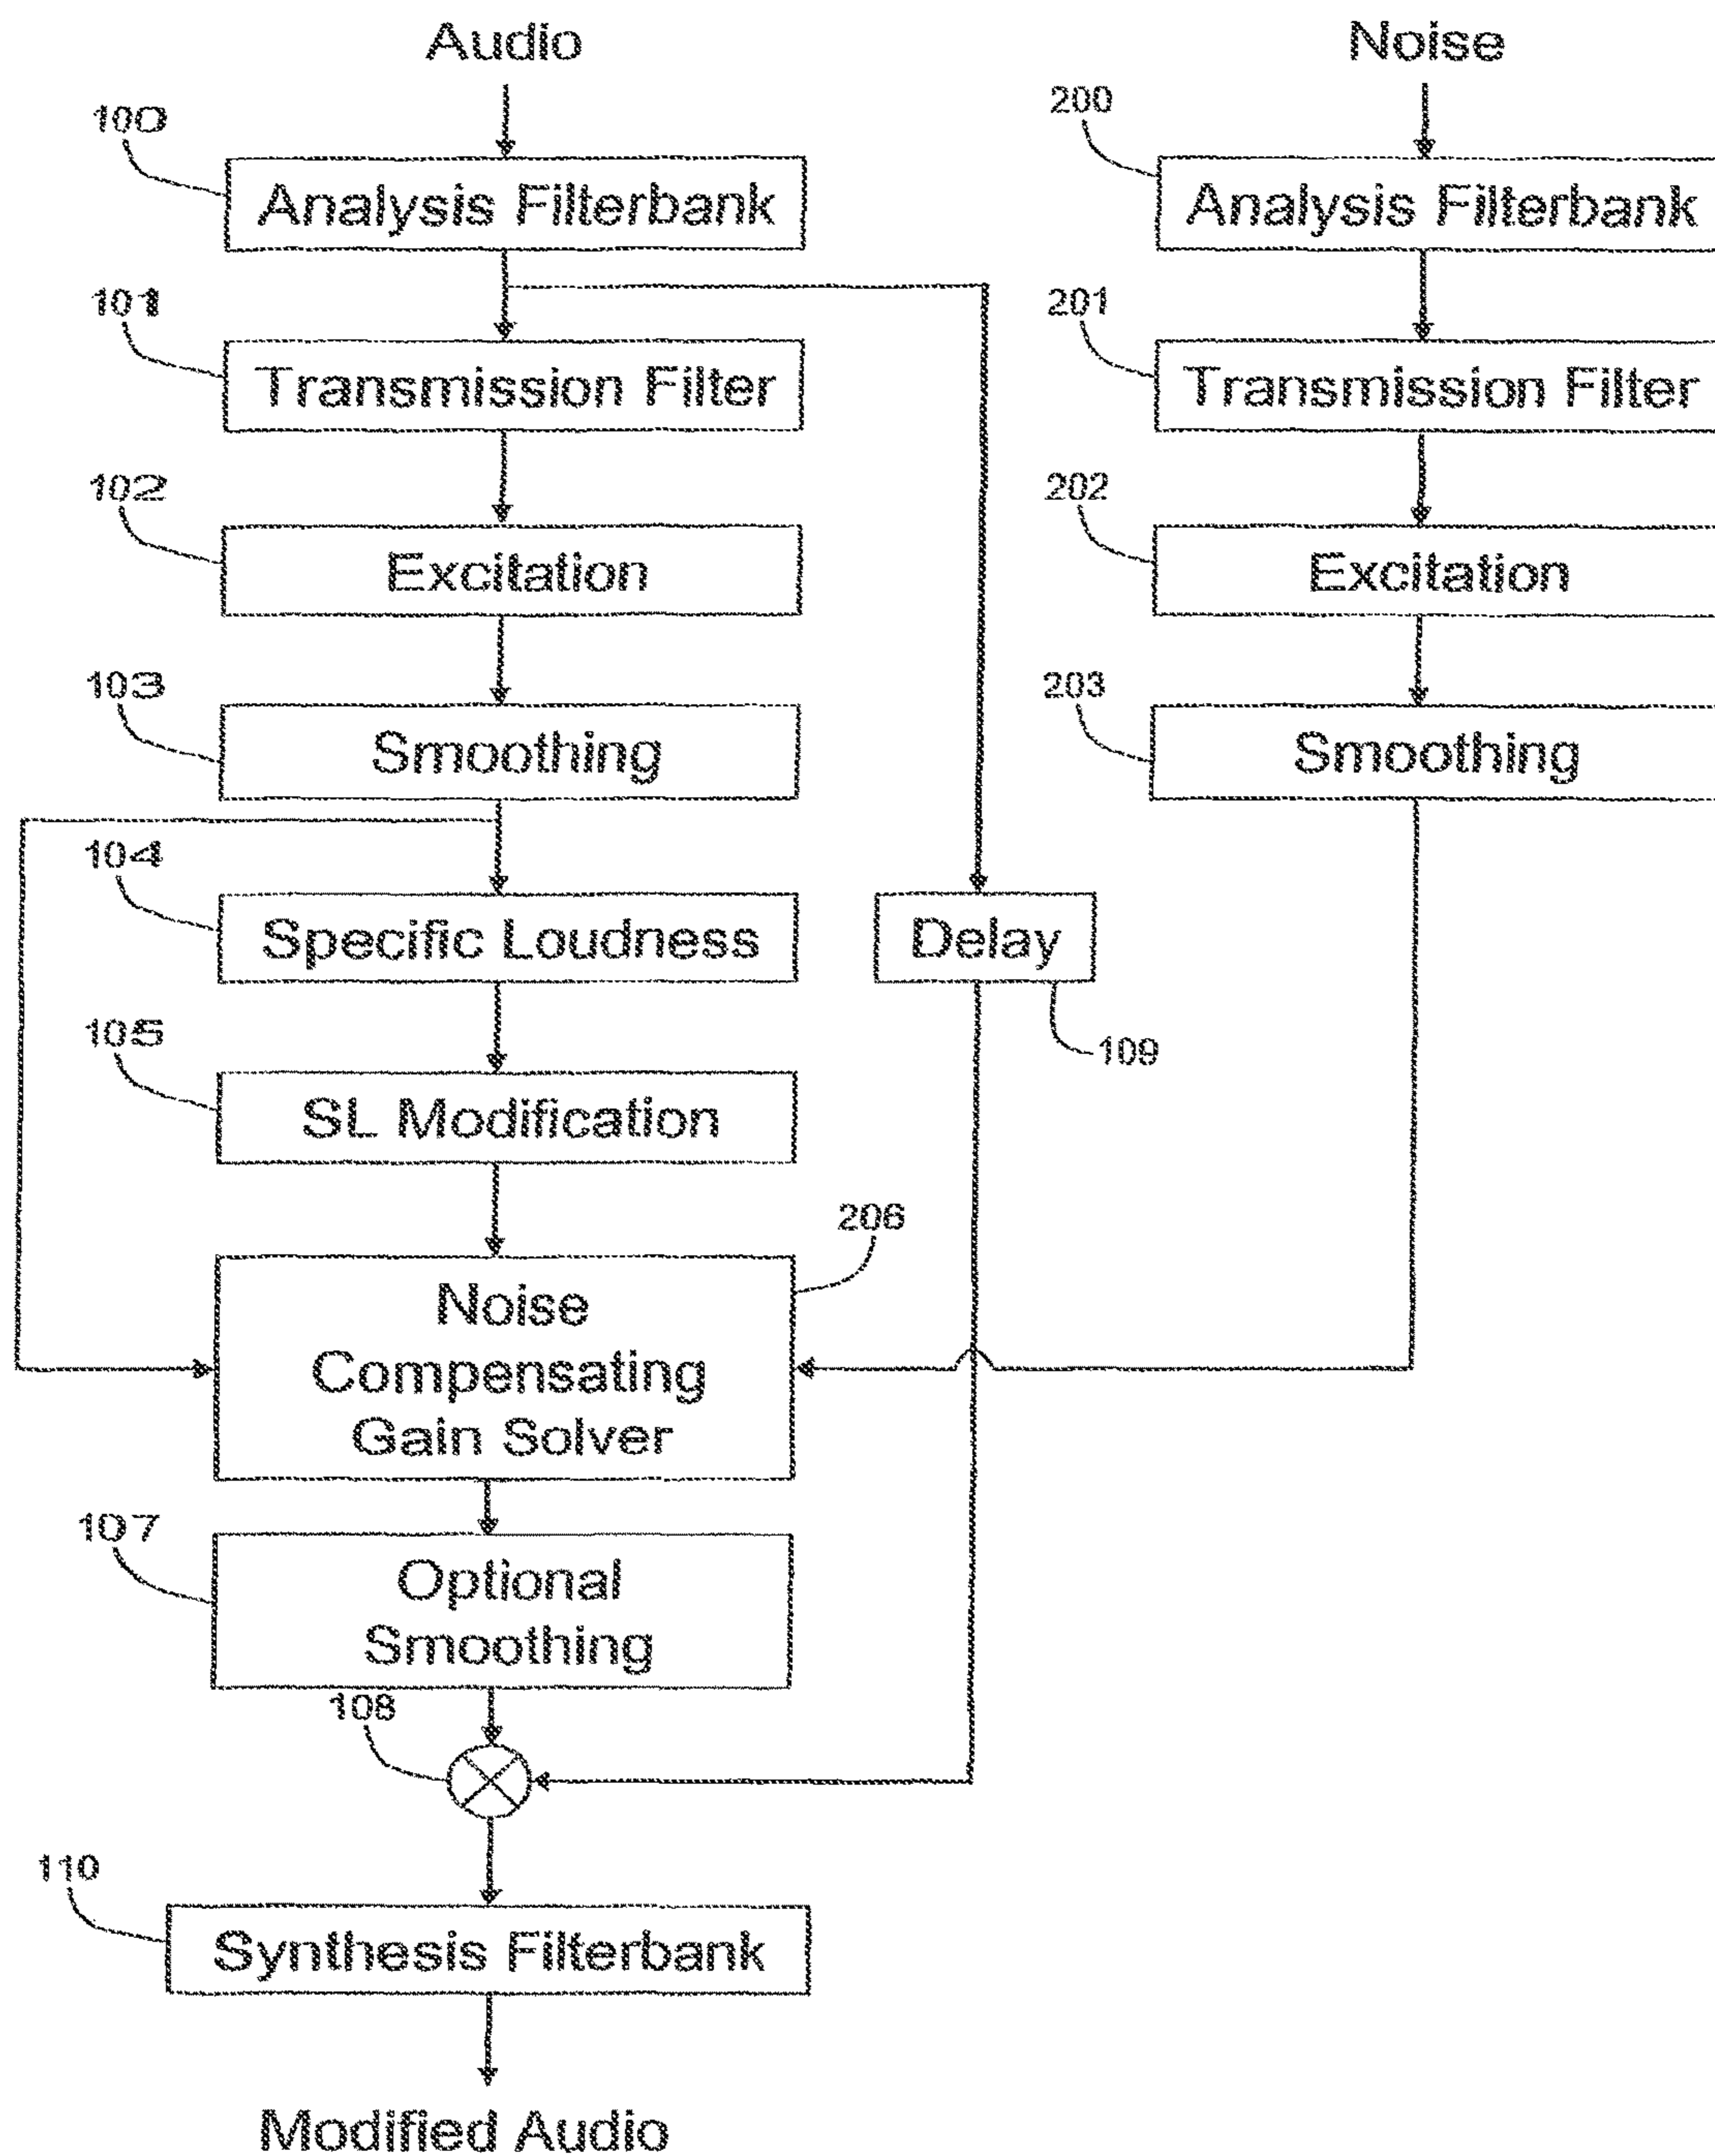 Audio
Noise
100
200
Analysis Filterbank
Analysis Filterbank
101
201
Transmission Filter
Transmission Filter
102
202
Excitation
Excitation
103
203
Smoothing
Smoothing
104
Specific Loudness
Delay
105
109
SL Modification
206
Noise
Compensating
Gain Solver
107
Optional
Smoothing
108
110
Synthesis Filterbank
Modified Audio